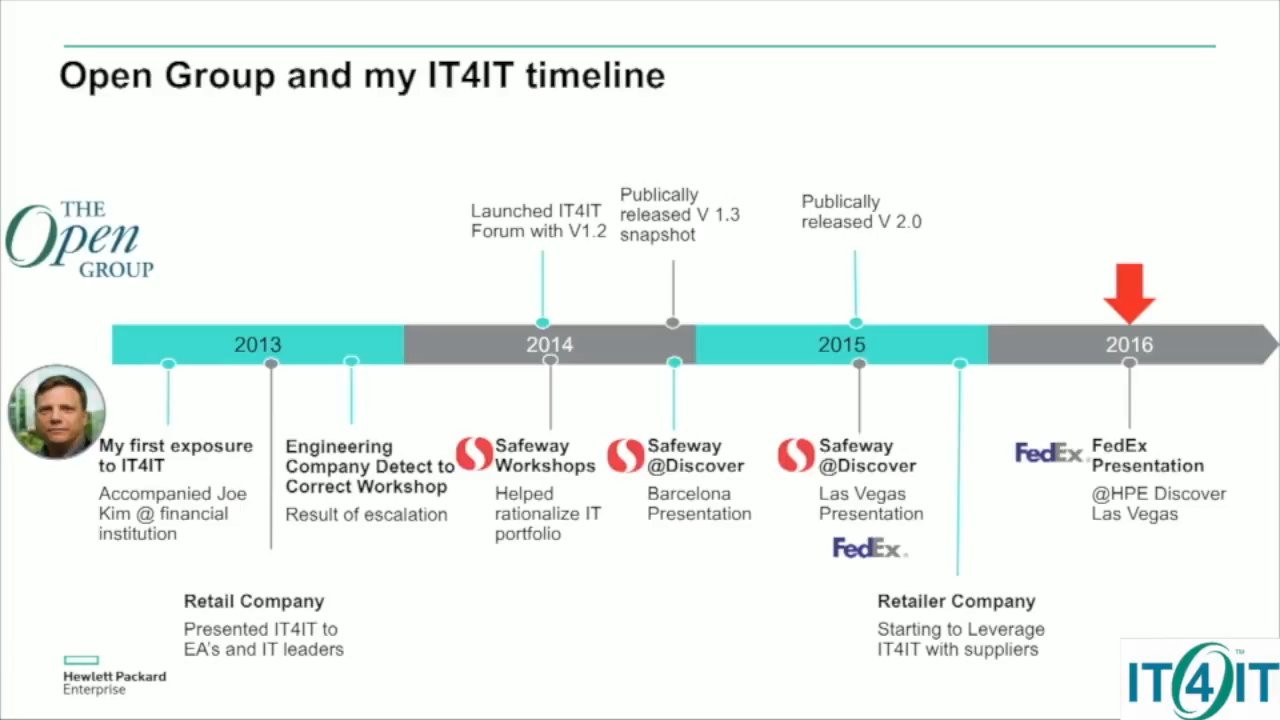 Open Group and my IT4IT timeline
THE
Open
GROUP
Launched IT4IT
Forum with V1.2
Publically
released V 1.3
snapshot
Publically
released V 2.0
2013
2014
2015
2016
My first exposure
to IT4IT
Accompanied Joe
Kim @ financial
institution
Engineering
Company Detect to
Correct Workshop
Result of escalation
Safeway
Workshops
Helped
rationalize IT
portfolio
Safeway
@Discover
Barcelona
Presentation
Safeway
@Discover
Las Vegas
Presentation
FedEx
FedEx
FedEx
Presentation
@HPE Discover
Las Vegas
Retail Company
Presented IT4IT to
EA's and IT leaders
Retailer Company
Starting to Leverage
IT4IT with suppliers
Hewlett Packard
Enterprise
IT4IT™